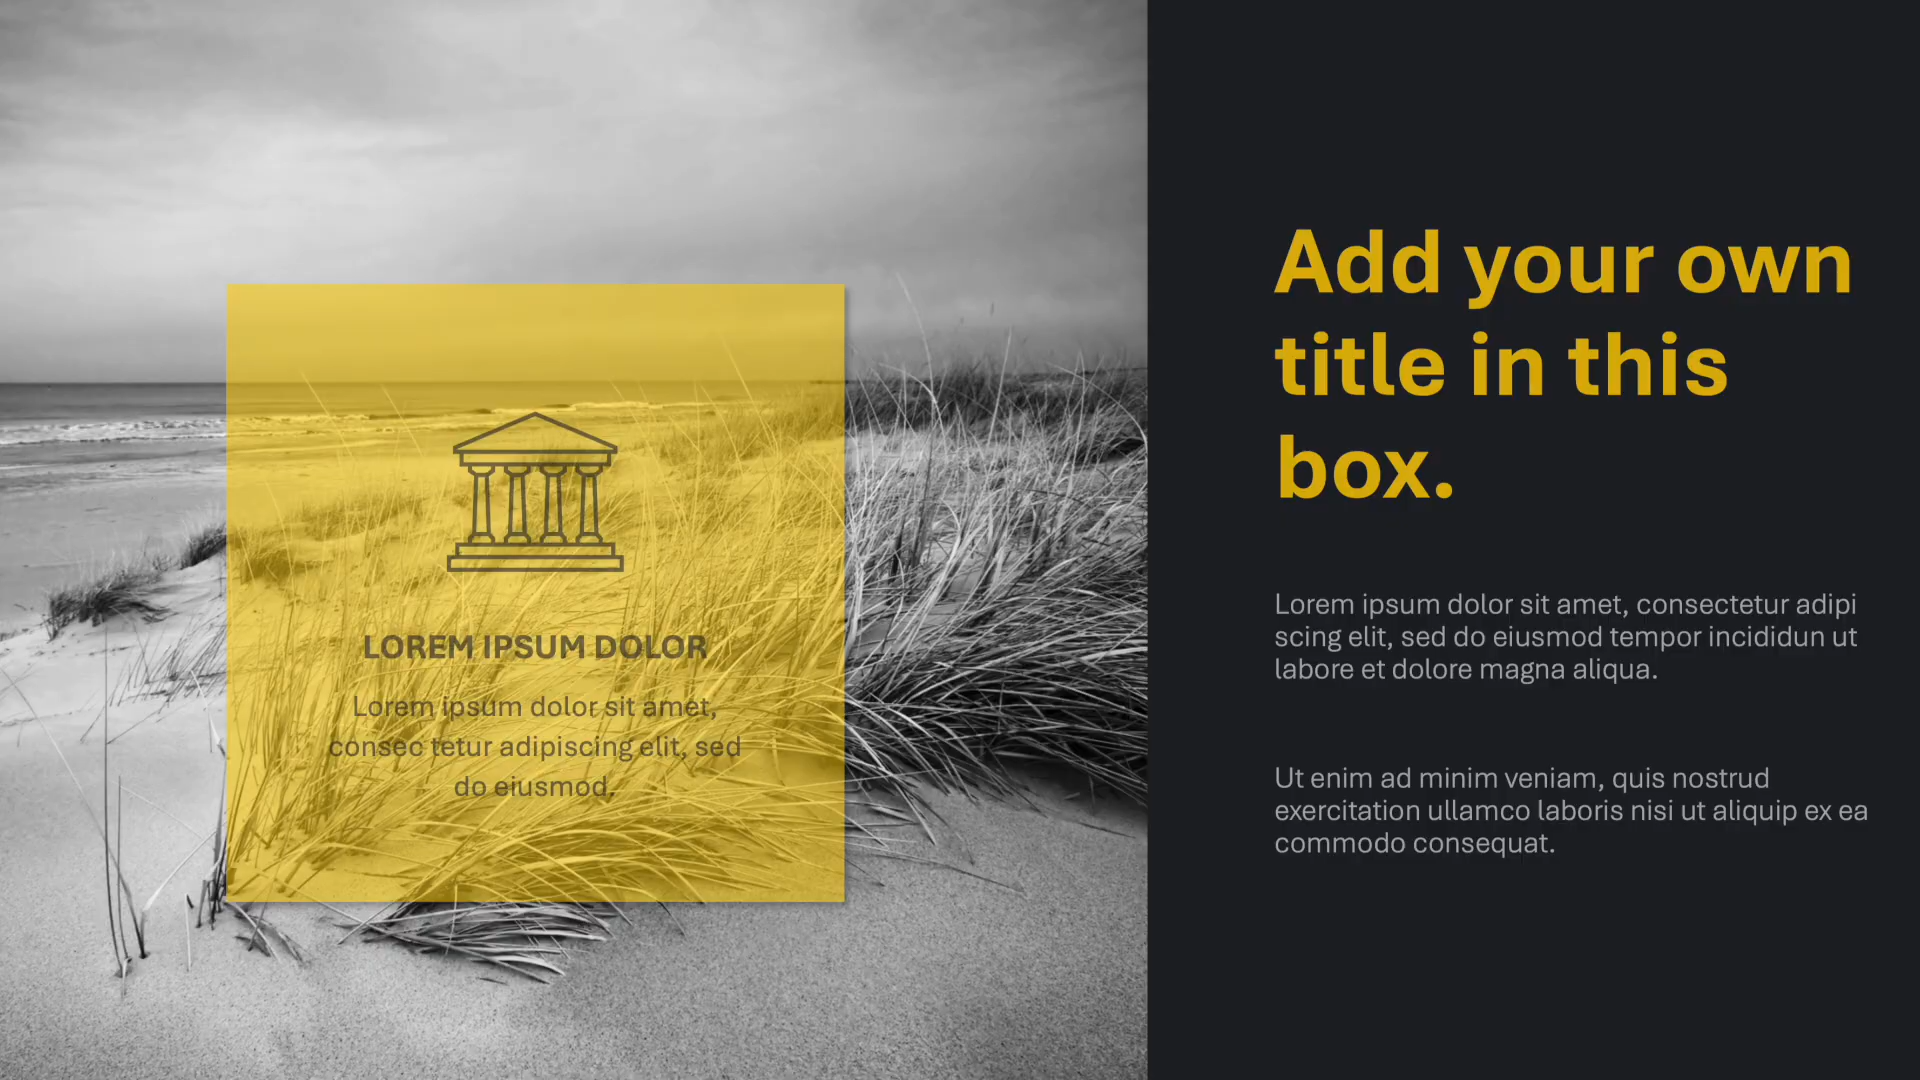 LOREM IPSUM DOLOR
Lorem ipsum dolor sit amet,
consec tetur adipiscing elit, sed
do eiusmod.
Add your own
title in this
box.
Lorem ipsum dolor sit amet, consectetur adipi
scing elit, sed do eiusmod tempor incididun ut
labore et dolore magna aliqua.
Ut enim ad minim veniam, quis nostrud
exercitation ullamco laboris nisi ut aliquip ex ea
commodo consequat.